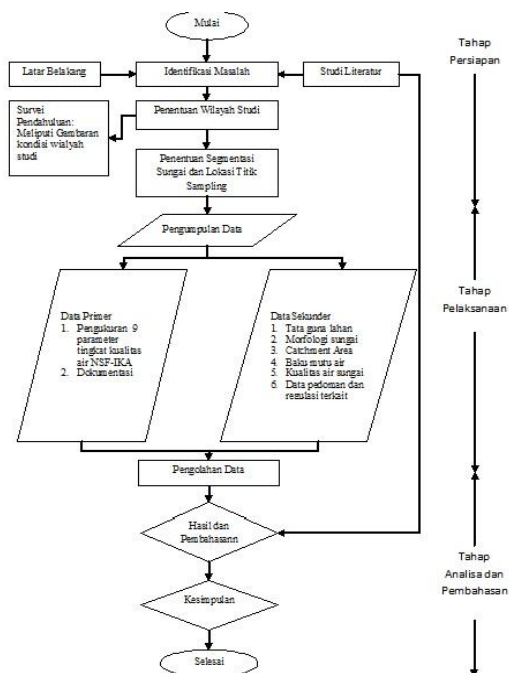 Mulai
Tahap
Persiapan
Latar Belakang
Identifikasi Masalah
Studi Literatur
Survei
Pendahuluan:
Meliputi Gambaran
kondisi wialyah
studi
Penentuan Wilayah Studi
Penentuan Segmentasi
Sungai dan Lokasi Titik
Sampling
Pengumpulan Data
Tahap
Pelaksanaan
Data Primer
1. Pengukuran 9
parameter
tingkat kualitas
air NSF-IKA
2. Dokumentasi
Data Sekunder
1. Tata guna lahan
2. Morfologi sungai
3. Catchment Area
4. Baku mutu air
5. Kualitas air sungai
6. Data pedoman dan
regulasi terkait
Pengolahan Data
Hasil dan
Pembahasann
Tahap
Analisa dan
Pembahasan
Kesimpulan
Selesai